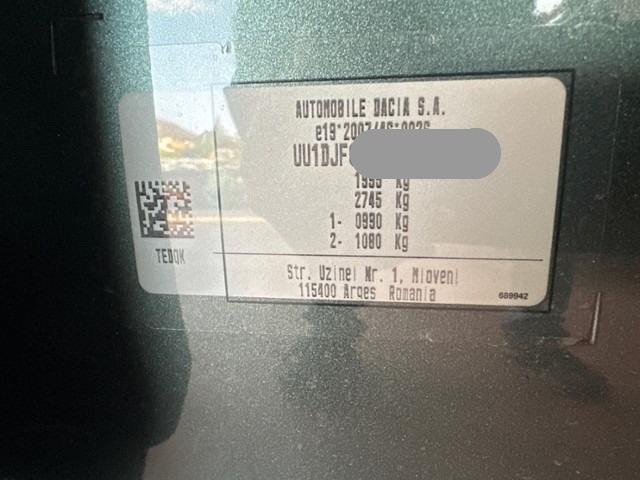 AUTOMOBILE DACIA S.A.
UU1DJF
Kg
2745 Kg
1- 0990 Kg
2- 1080 Kg
TEDQK
Str. Uzinei Nr. 1, Mioveni
115400 Arges Romania
689942